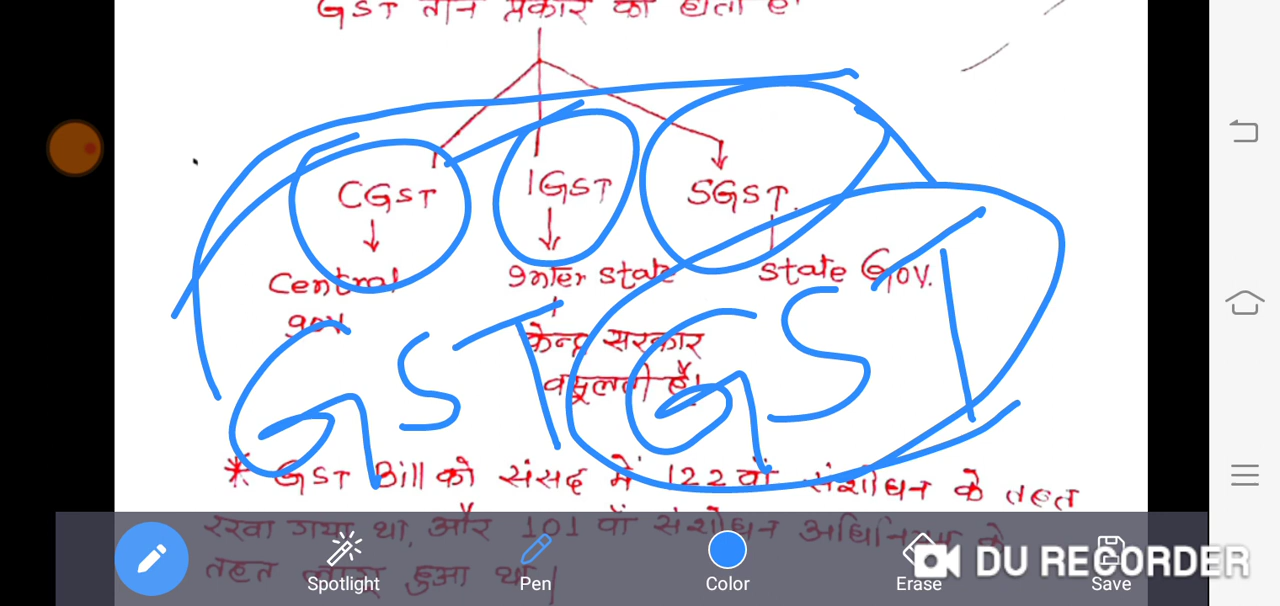 GST तीन प्रकार का होता है
CGST IGST SGST
Central Inter state State Gov.
gov
केन्द्र सरकार
वसूलती है।
GST GST
* GST Bill को संसद में 122 वाँ संशोधन के तहत
रखा गया था, और 101 वाँ संशोधन अधिनियम के
तहत लागू हुआ था।
Spotlight Pen Color Erase Save
DU RECORDER